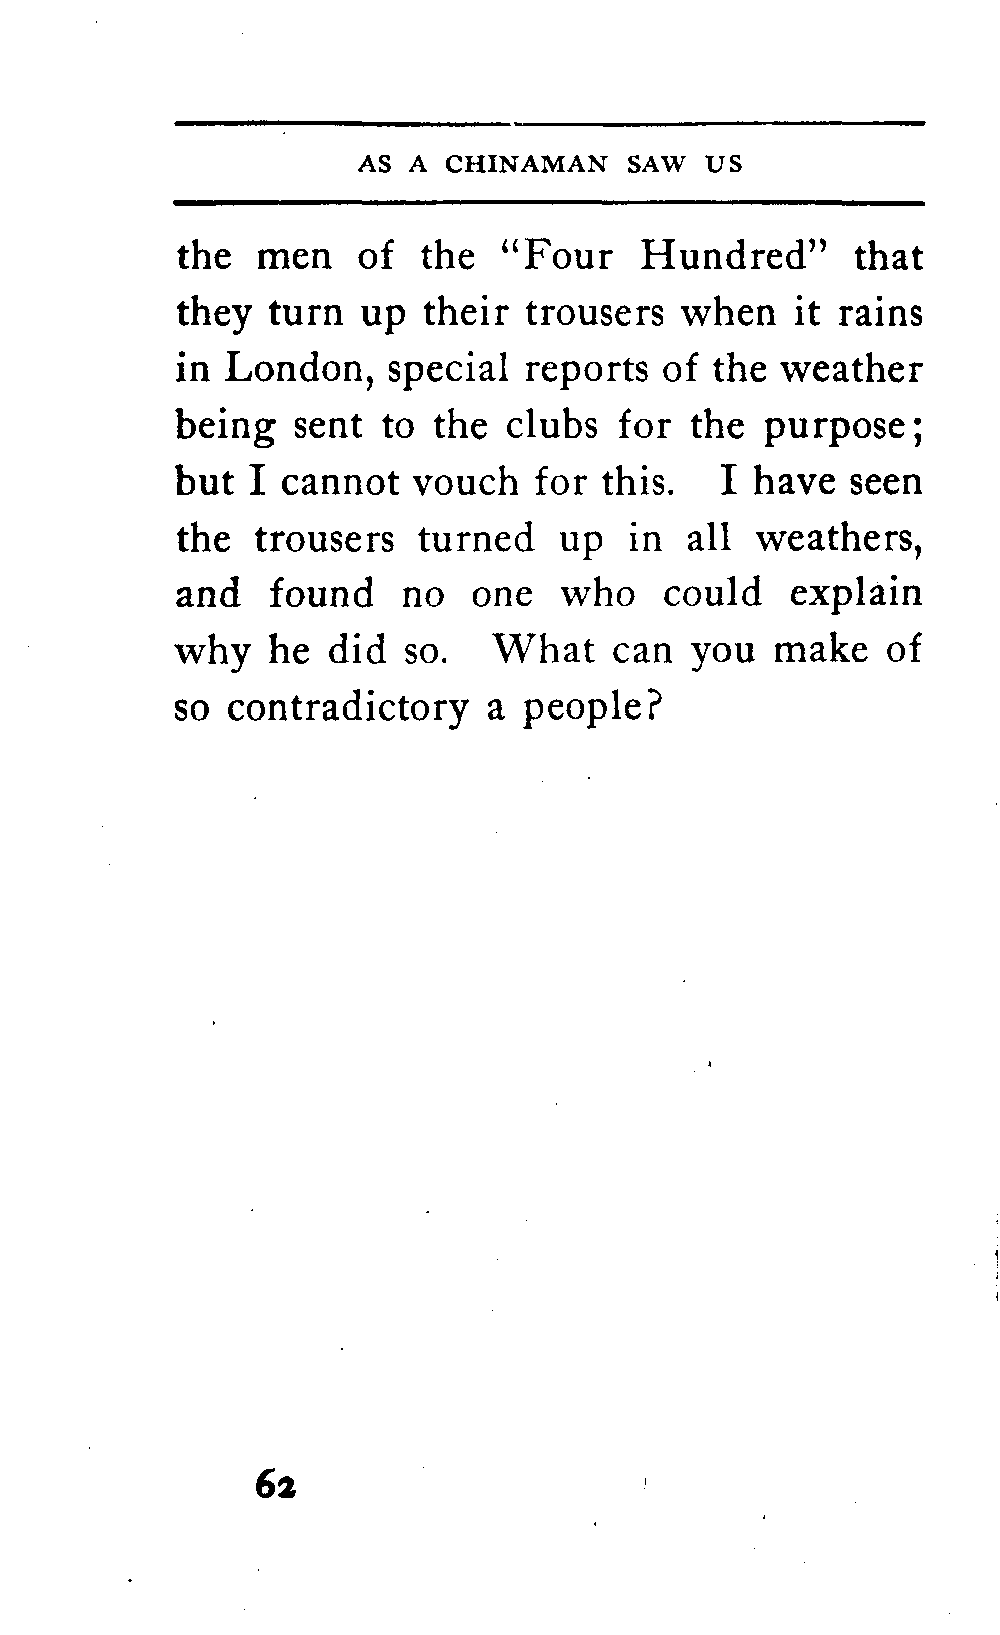 AS A CHINAMAN SAW US
the men of the “Four Hundred” that
they turn up their trousers when it rains
in London, special reports of the weather
being sent to the clubs for the purpose;
but I cannot vouch for this. I have seen
the trousers turned up in all weathers,
and found no one who could explain
why he did so. What can you make of
so contradictory a people?
62